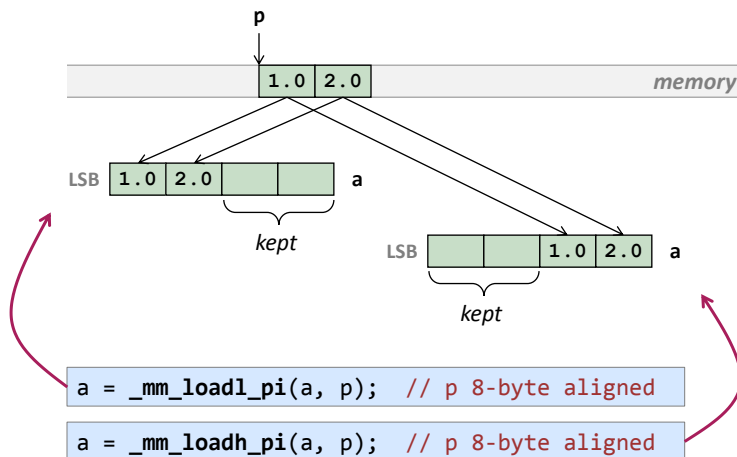 p
1.0 2.0
memory
LSB 1.0 2.0 a
kept
LSB 1.0 2.0 a
kept
a = _mm_loadl_pi(a, p); // p 8-byte aligned
a = _mm_loadh_pi(a, p); // p 8-byte aligned